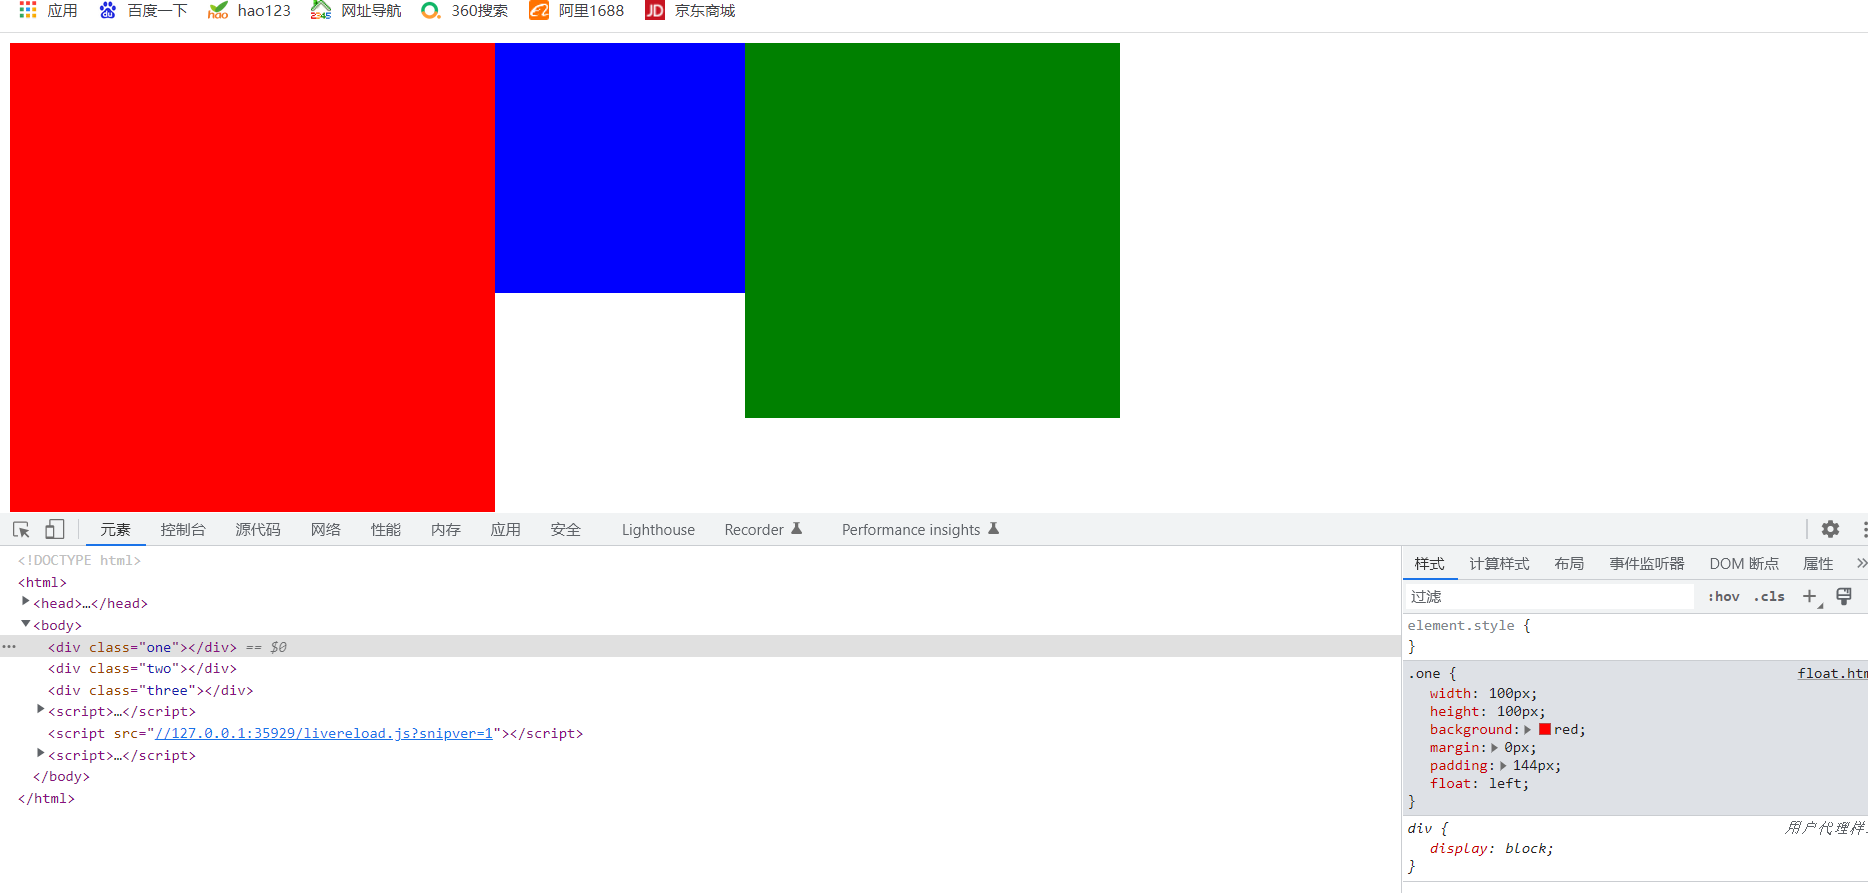 应用 百度一下 hao123 网址导航 360搜索 阿里1688 JD 京东商城
元素 控制台 源代码 网络 性能 内存 应用 安全 Lighthouse Recorder Performance insights
<!DOCTYPE html>
<html>
<head>…</head>
<body>
<div class="one"></div> == $0
<div class="two"></div>
<div class="three"></div>
<script>…</script>
<script src="//127.0.0.1:35929/livereload.js?snipver=1"></script>
<script>…</script>
</body>
</html>
样式 计算样式 布局 事件监听器 DOM 断点 属性 »
过滤 :hov .cls +
element.style {
}
.one { float.htm
width: 100px;
height: 100px;
background: red;
margin: 0px;
padding: 144px;
float: left;
}
div { 用户代理样
display: block;
}